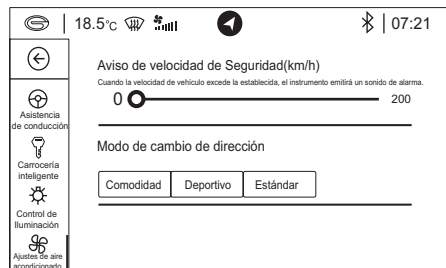 18.5°c
07:21
Aviso de velocidad de Seguridad(km/h)
Cuando la velocidad de vehículo excede la establecida, el instrumento emitirá un sonido de alarma.
0
200
Asistencia
de conducción
Modo de cambio de dirección
Carrocería
inteligente
Comodidad
Deportivo
Estándar
Control de
Iluminación
Ajustes de aire
acondicionado